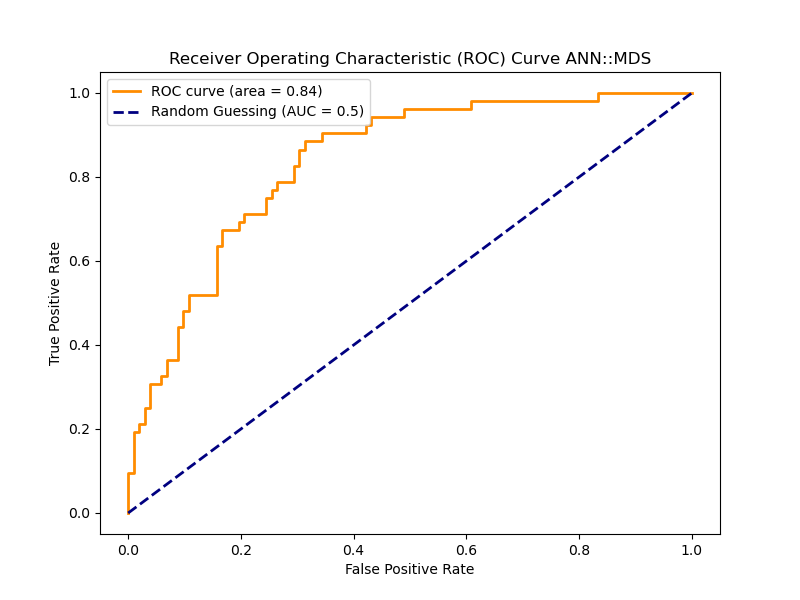 Receiver Operating Characteristic (ROC) Curve ANN::MDS
ROC curve (area = 0.84)
Random Guessing (AUC = 0.5)
True Positive Rate
1.0
0.8
0.6
0.4
0.2
0.0
0.0 0.2 0.4 0.6 0.8 1.0
False Positive Rate